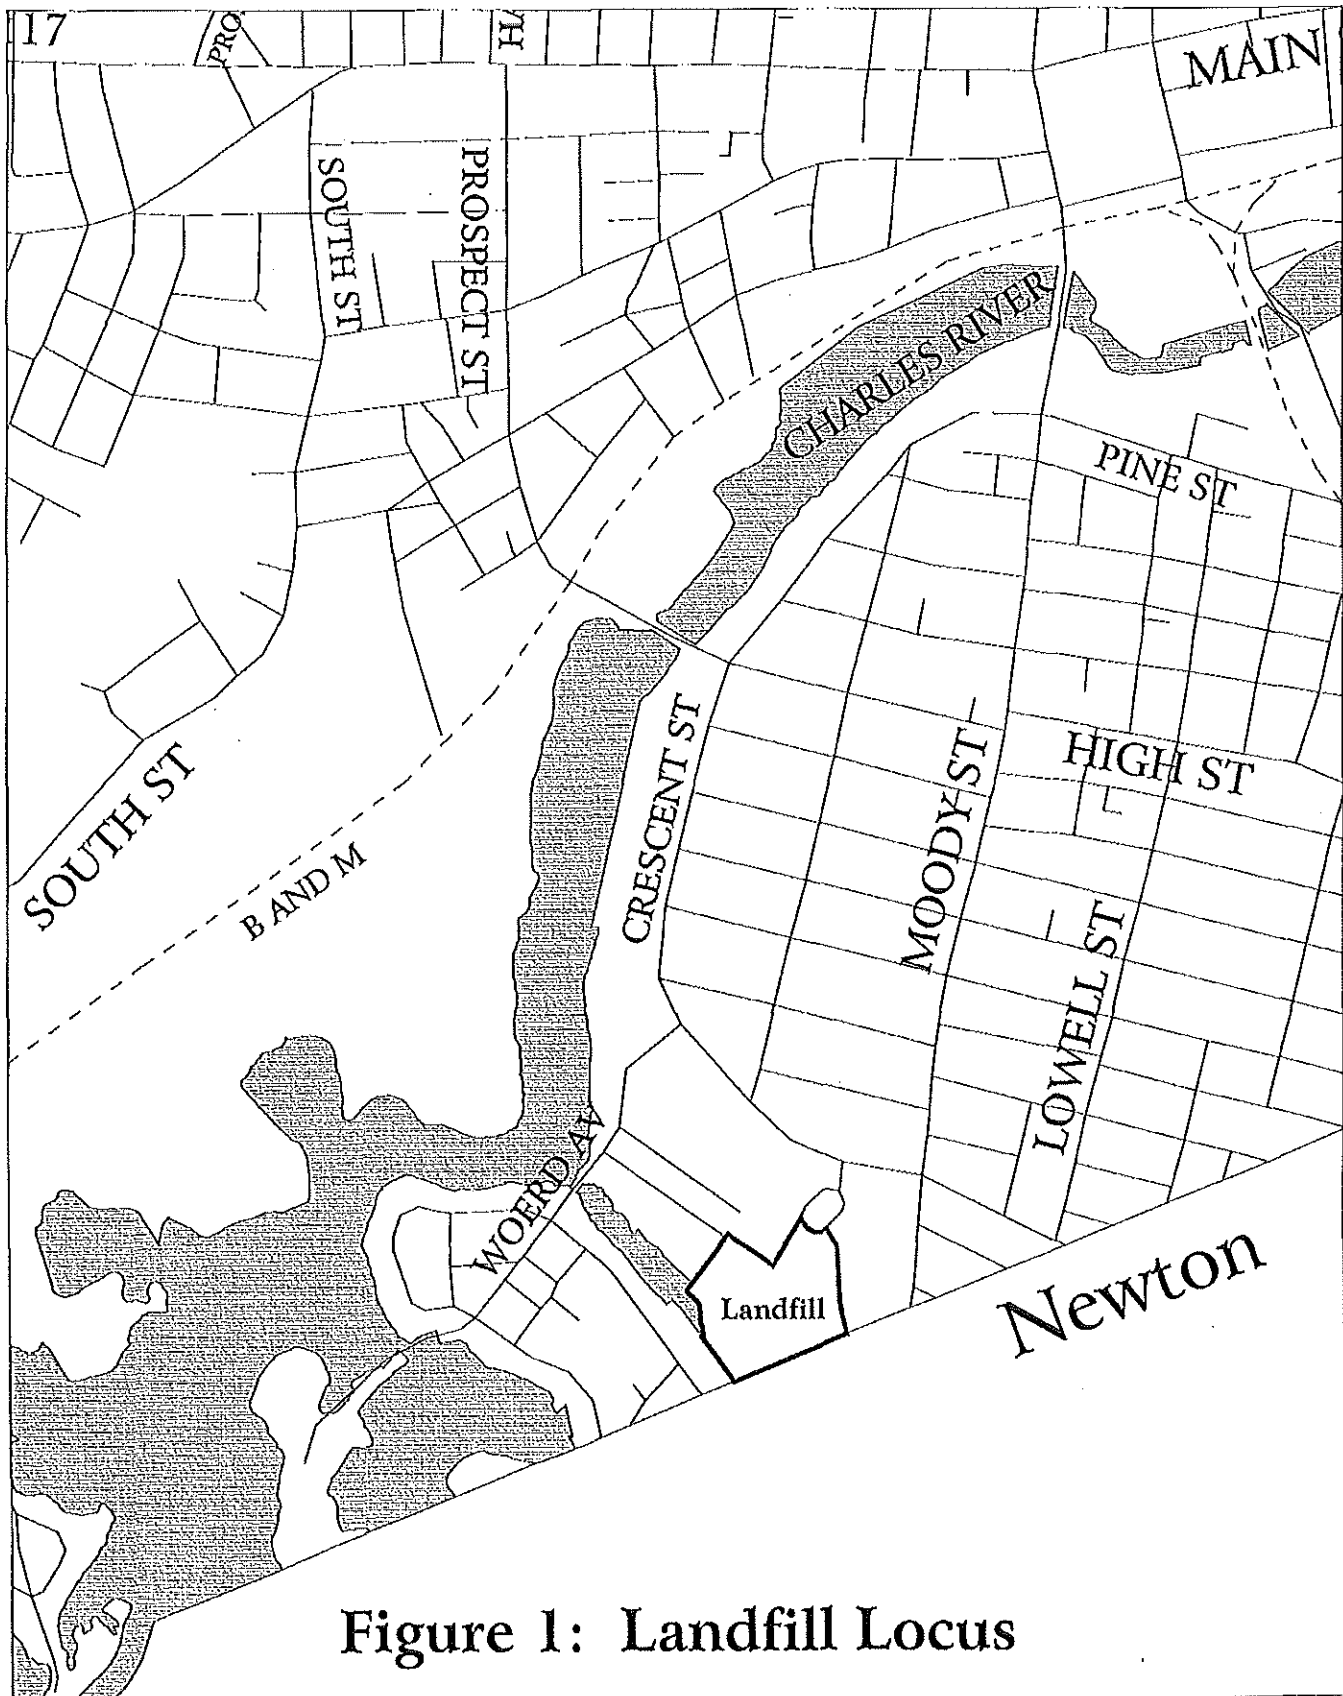 17
PRO
MAIN
SOUTH ST
PROSPECT ST
CHARLES RIVER
PINE ST
CRESCENT ST
MOODY ST
HIGH ST
SOUTH ST
B AND M
LOWELL ST
WOERD AV
Landfill
Newton
Figure 1: Landfill Locus